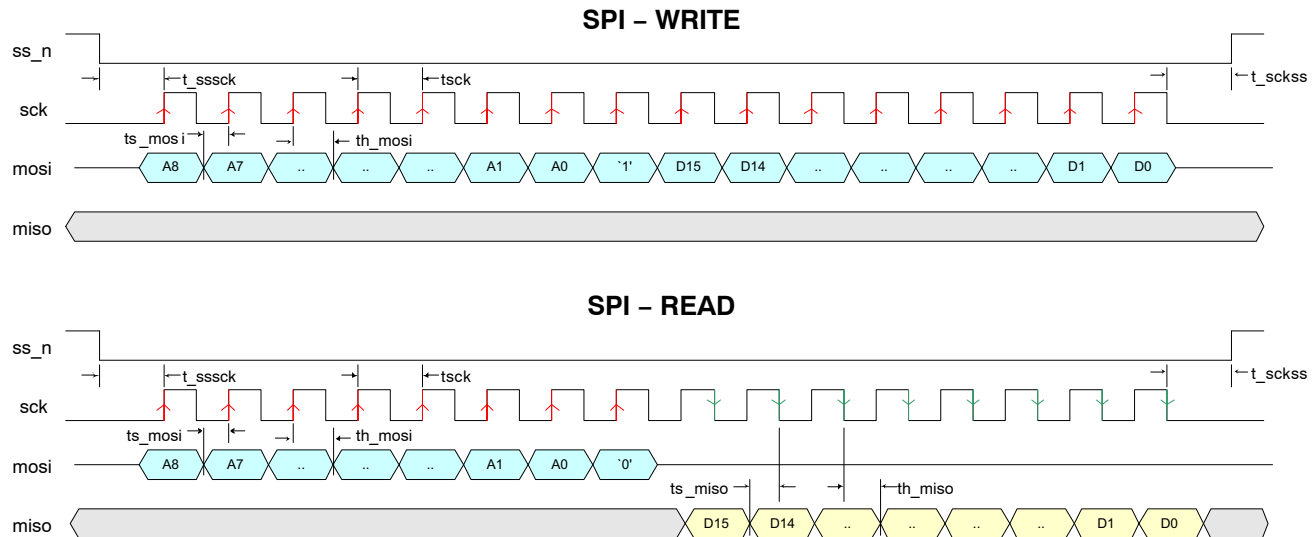 SPI – WRITE
ss_n
t_sssck tsck t_sckss
sck
ts_mosi th_mosi
mosi A8 A7 .. .. .. A1 A0 `1' D15 D14 .. .. .. .. D1 D0
miso
SPI – READ
ss_n
t_sssck tsck t_sckss
sck
ts_mosi th_mosi
mosi A8 A7 .. .. .. A1 A0 `0'
ts_miso th_miso
miso D15 D14 .. .. .. .. D1 D0